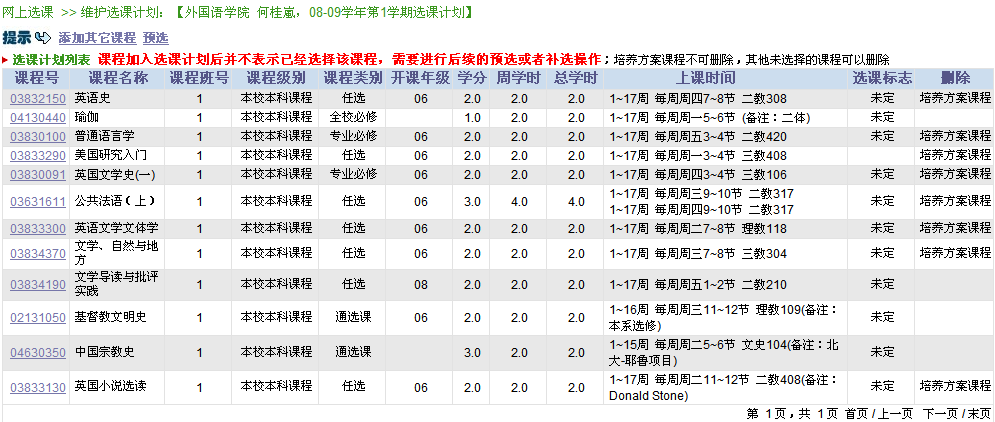 网上选课 >> 维护选课计划：【外国语学院 何桂嵐，08-09学年第1学期选课计划】
提示 添加其它课程 预选
选课计划列表 课程加入选课计划后并不表示已经选择该课程，需要进行后续的预选或者补选操作；培养方案课程不可删除，其他未选择的课程可以删除
课程号 课程名称 课程班号 课程级别 课程类别 开课年级 学分 周学时 总学时 上课时间 选课标志 删除
03832150 英语史 1 本校本科课程 任选 06 2.0 2.0 2.0 1~17周 每周周四7~8节 二教308 未定 培养方案课程
04130440 瑜伽 1 本校本科课程 全校必修 1.0 2.0 2.0 1~17周 每周周一5~6节 (备注：二体) 未定
03830100 普通语言学 1 本校本科课程 专业必修 06 2.0 2.0 2.0 1~17周 每周周五3~4节 二教420 未定 培养方案课程
03833290 美国研究入门 1 本校本科课程 任选 06 2.0 2.0 2.0 1~17周 每周周一3~4节 三教408 培养方案课程
03830091 英国文学史(一) 1 本校本科课程 专业必修 06 2.0 2.0 2.0 1~17周 每周周四3~4节 三教106 未定 培养方案课程
03631611 公共法语（上） 1 本校本科课程 任选 06 3.0 4.0 4.0 1~17周 每周周三9~10节 二教317 未定 培养方案课程
1~17周 每周周四9~10节 二教317
03833300 英语文学文体学 1 本校本科课程 任选 06 2.0 2.0 2.0 1~17周 每周周二7~8节 理教118 未定 培养方案课程
03834370 文学、自然与地 1 本校本科课程 任选 06 2.0 2.0 2.0 1~17周 每周周三7~8节 三教304 未定 培养方案课程
方
03834190 文学导读与批评 1 本校本科课程 任选 08 2.0 2.0 2.0 1~17周 每周周五1~2节 二教210 未定
实践
02131050 基督教文明史 1 本校本科课程 通选课 06 2.0 2.0 2.0 1~16周 每周周三11~12节 理教109(备注： 未定
本系选修)
04630350 中国宗教史 1 本校本科课程 通选课 3.0 2.0 2.0 1~15周 每周周二5~6节 文史104(备注：北 未定
大-耶鲁项目)
03833130 英国小说选读 1 本校本科课程 任选 06 2.0 2.0 2.0 1~17周 每周周二11~12节 二教408(备注： 未定 培养方案课程
Donald Stone)
第 1页，共 1页 首页 / 上一页 下一页 / 末页